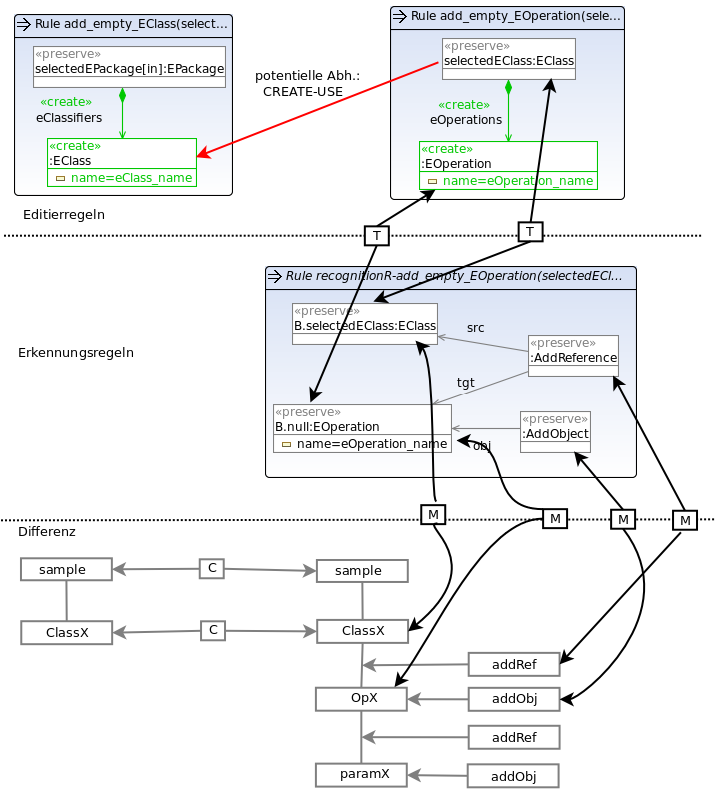 Rule add_empty_EClass(select...
«preserve»
selectedEPackage[in]:EPackage
«create»
eClassifiers
«create»
:EClass
name=eClass_name
potentielle Abh.:
CREATE-USE
Rule add_empty_EOperation(sele...
«preserve»
selectedEClass:EClass
«create»
eOperations
«create»
:EOperation
name=eOperation_name
Editierregeln
T
T
Rule recognitionR-add_empty_EOperation(selectedECl...
«preserve»
B.selectedEClass:EClass
src
«preserve»
:AddReference
Erkennungsregeln
tgt
«preserve»
B.null:EOperation
name=eOperation_name
«preserve»
:AddObject
obj
M
M
M
M
Differenz
sample
C
sample
ClassX
C
ClassX
addRef
OpX
addObj
addRef
paramX
addObj